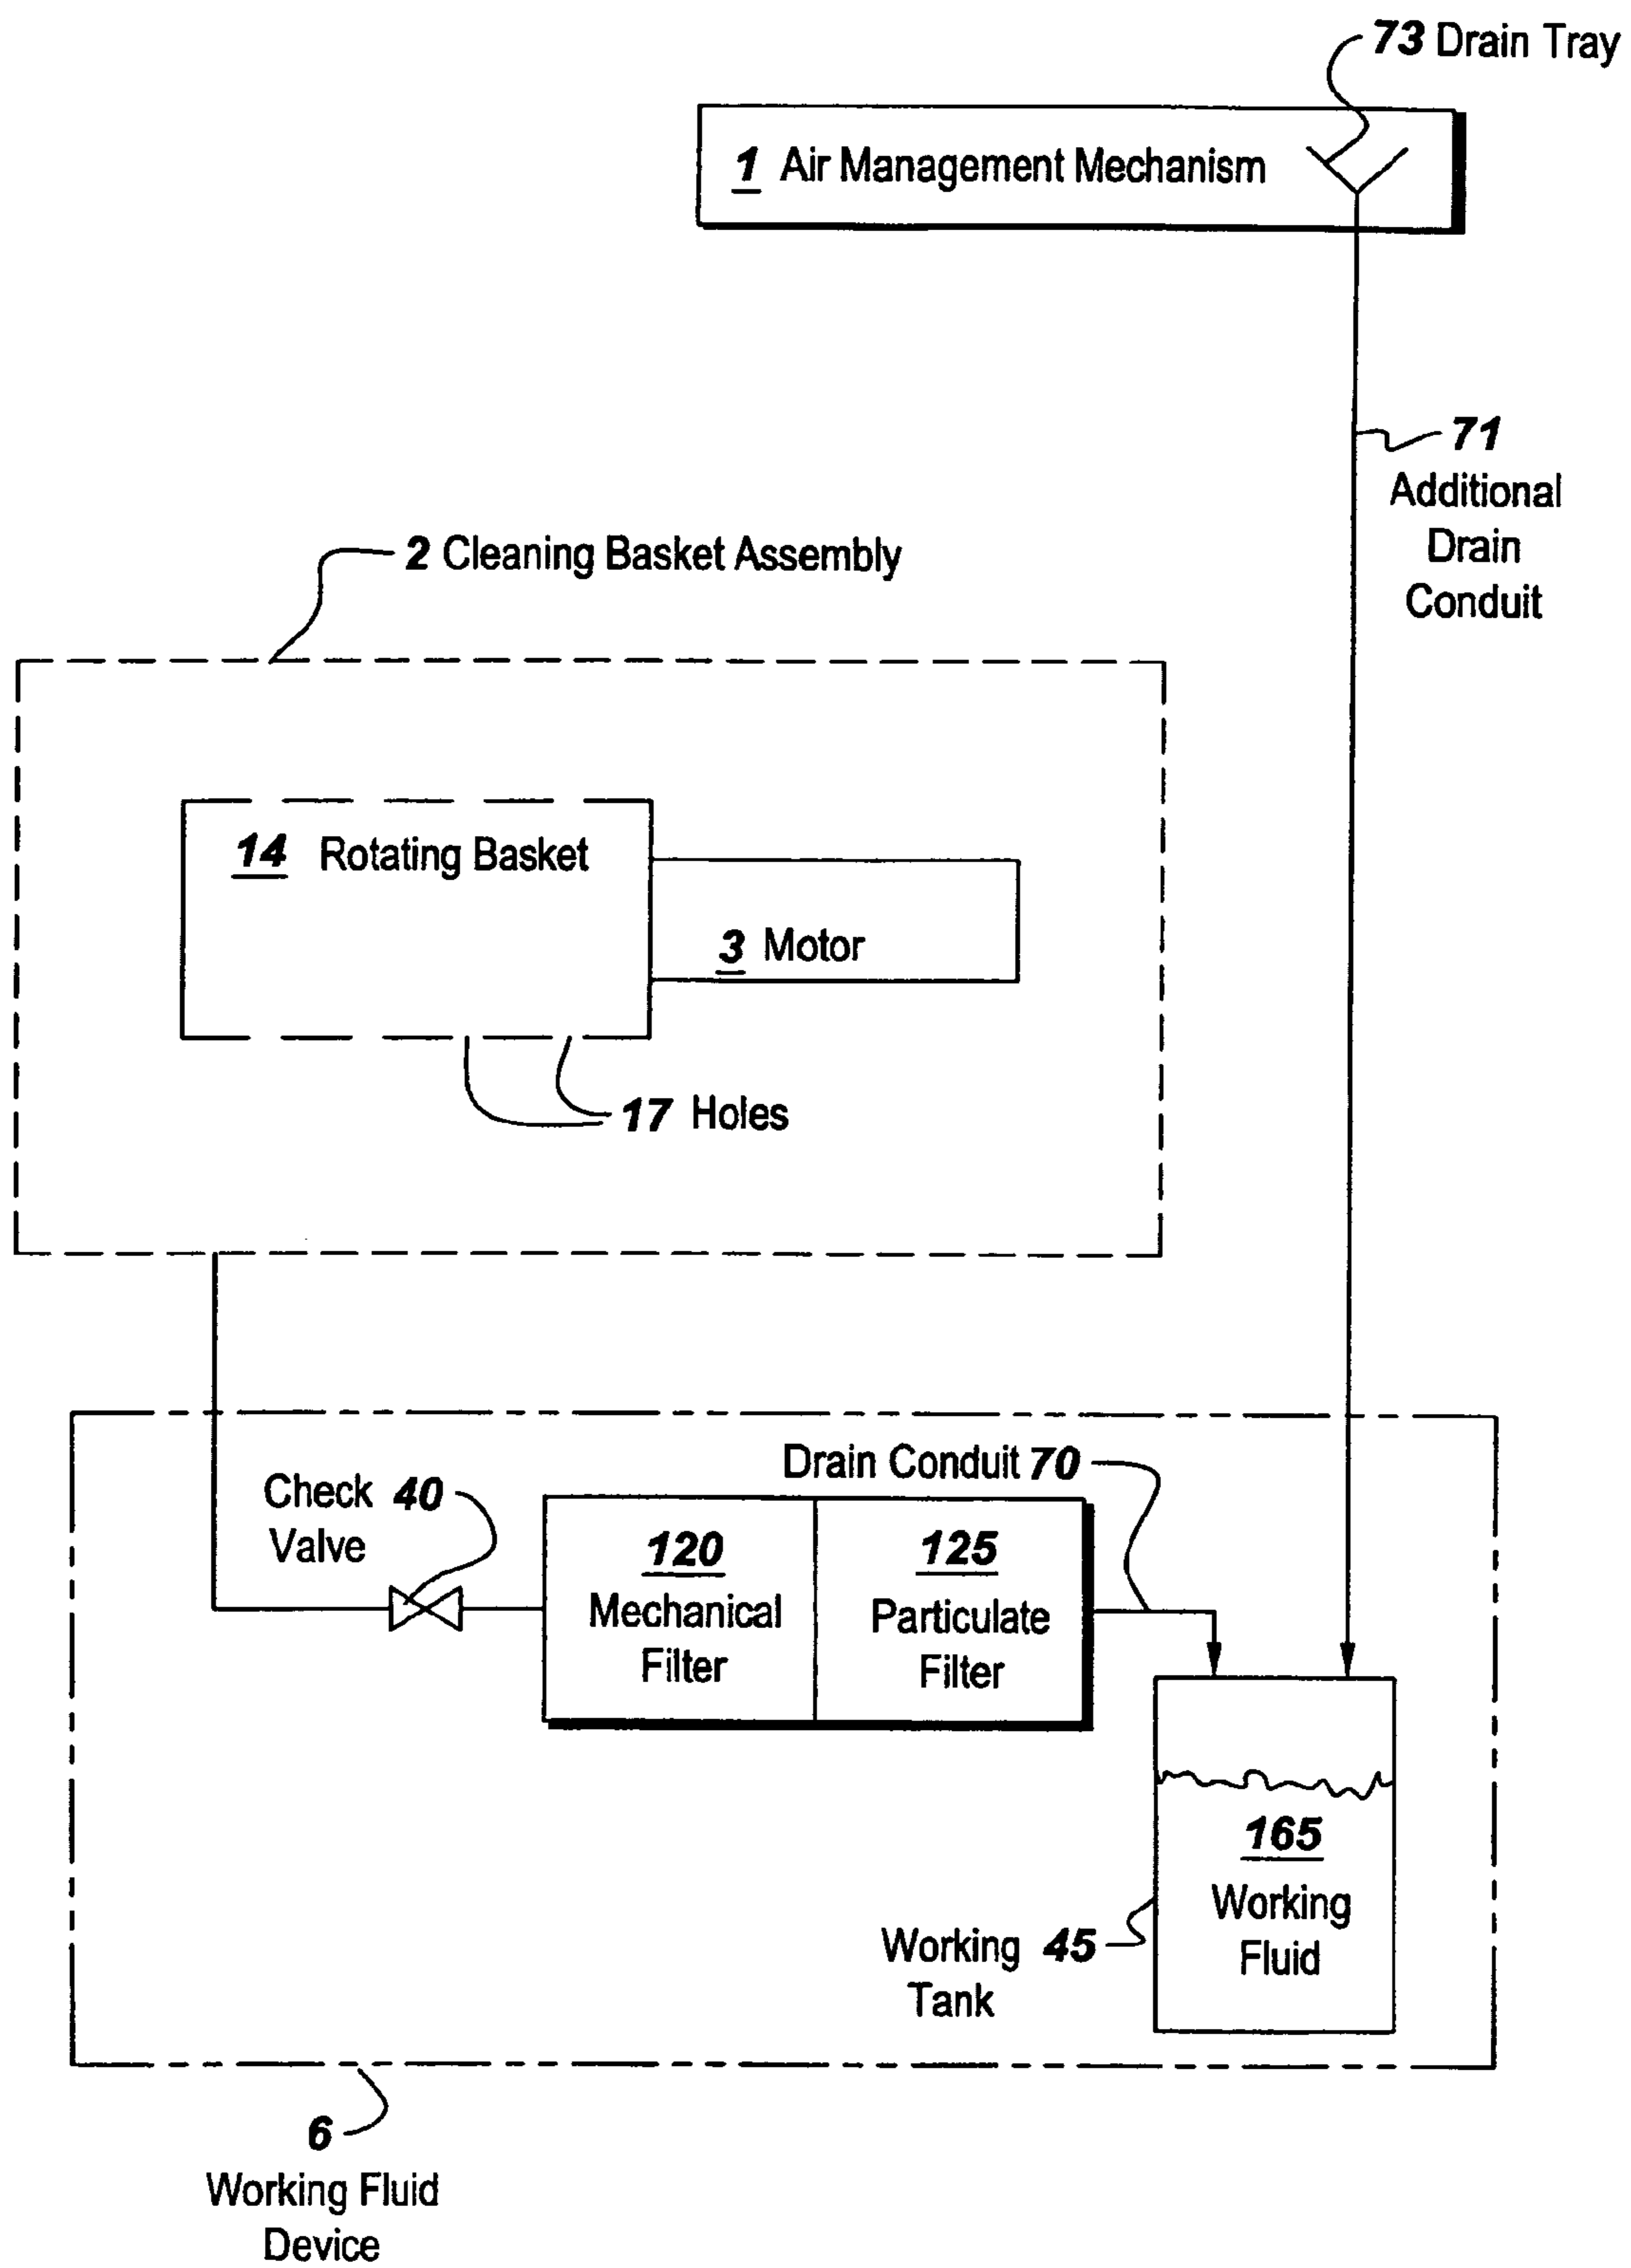 73 Drain Tray
1 Air Management Mechanism
71
Additional
Drain
Conduit
2 Cleaning Basket Assembly
14 Rotating Basket
3 Motor
17 Holes
Drain Conduit 70
Check 40
Valve
120
Mechanical
Filter
125
Particulate
Filter
165
Working
Fluid
Working 45
Tank
6
Working Fluid
Device